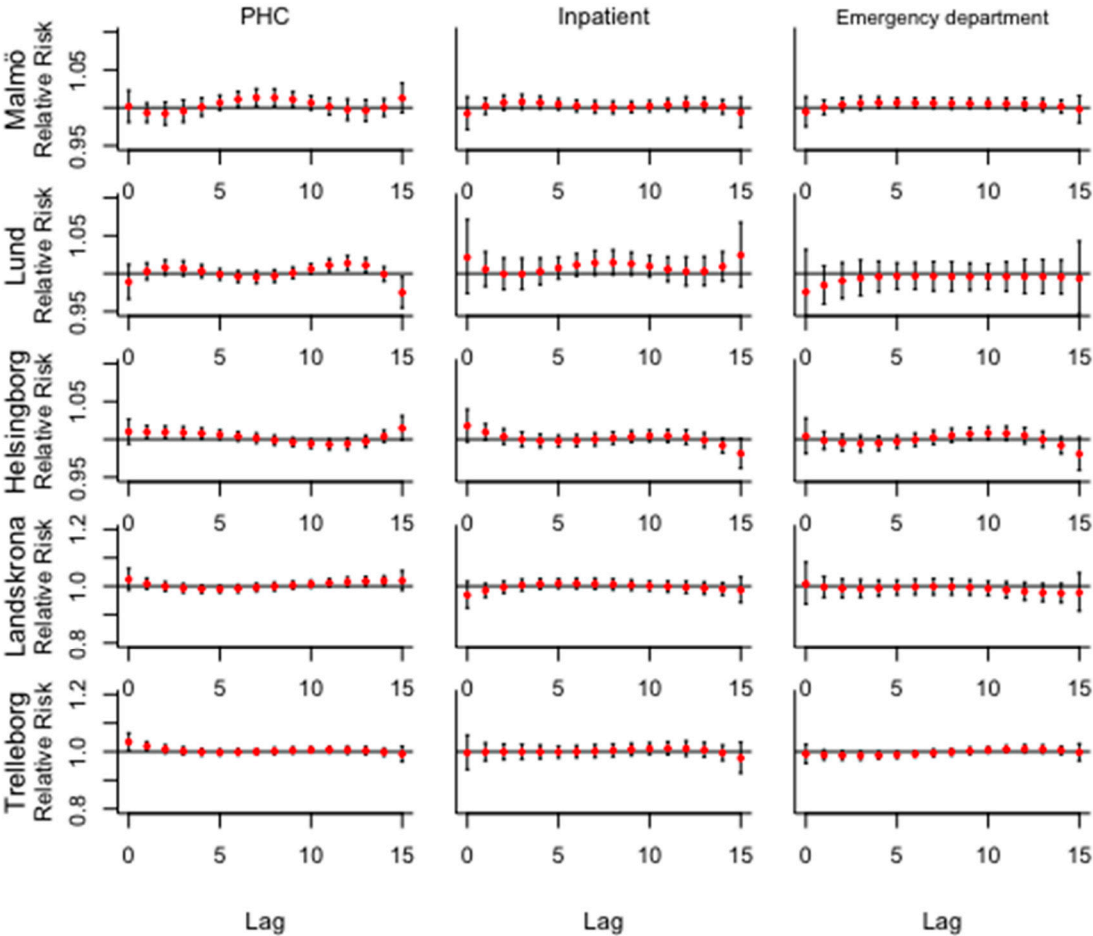 PHC Inpatient Emergency department
Malmö
Relative Risk
0.95 1.05
0 5 10 15 0 5 10 15 0 5 10 15
Lund
Relative Risk
0.95 1.05
0 5 10 15 0 5 10 15 0 5 10 15
Helsingborg
Relative Risk
0.95 1.05
0 5 10 15 0 5 10 15 0 5 10 15
Landskrona
Relative Risk
0.8 1.0 1.2
0 5 10 15 0 5 10 15 0 5 10 15
Trelleborg
Relative Risk
0.8 1.0 1.2
0 5 10 15 0 5 10 15 0 5 10 15
Lag Lag Lag